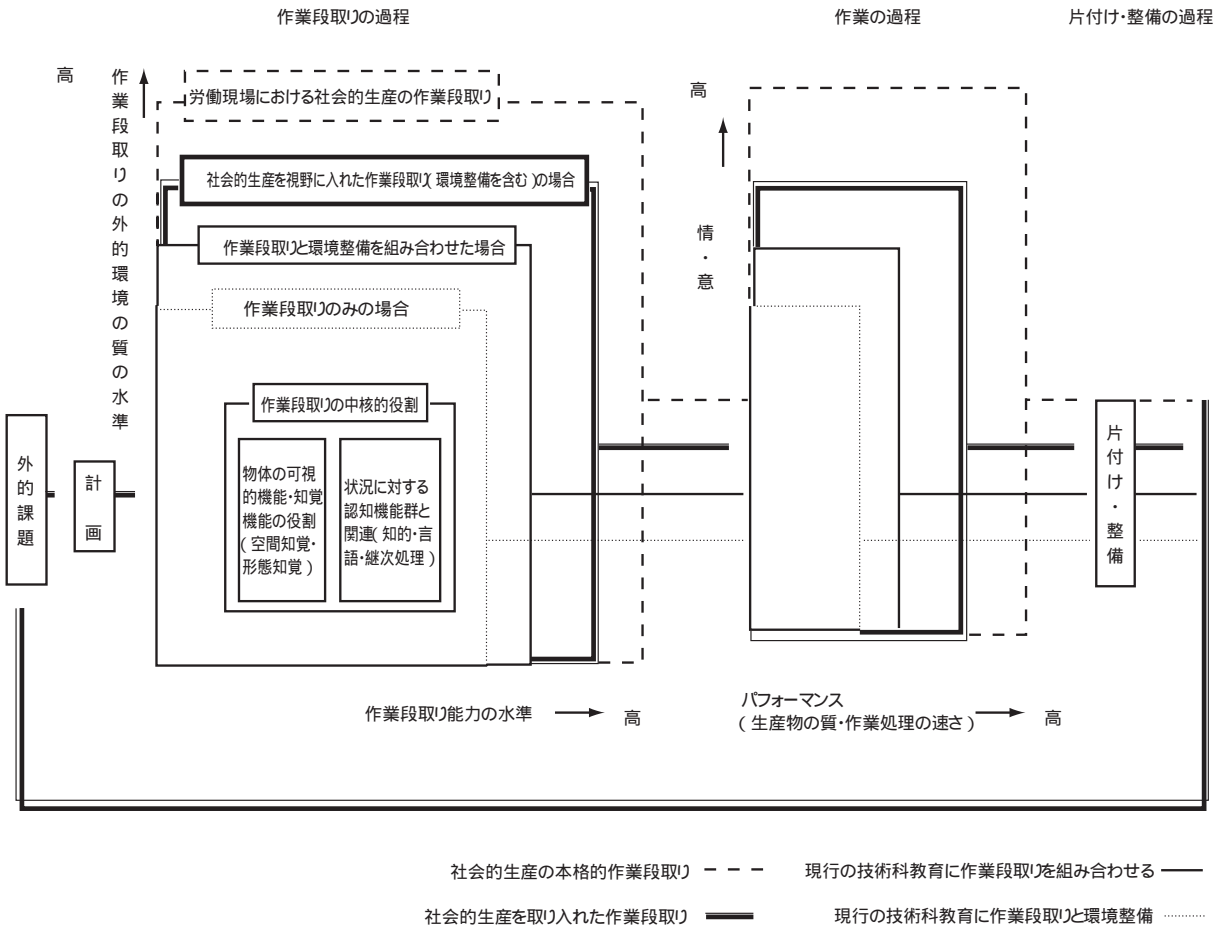 作業段取りの過程
作業の過程
片付け・整備の過程
高
作業段取りの外的環境の質の水準
労働現場における社会的生産の作業段取り
社会的生産を視野に入れた作業段取り(環境整備を含む)の場合
作業段取りと環境整備を組み合わせた場合
作業段取りのみの場合
作業段取りの中核的役割
物体の可視
的機能・知覚
機能の役割
(空間知覚・
形態知覚)
状況に対する
認知機能群と
関連(知的・言
語・継次処理)
外的課題
計画
高
情・意
片付け・整備
作業段取り能力の水準
高
パフォーマンス
(生産物の質・作業処理の速さ)
高
社会的生産の本格的作業段取り
現行の技術科教育に作業段取りを組み合わせる
社会的生産を取り入れた作業段取り
現行の技術科教育に作業段取りと環境整備